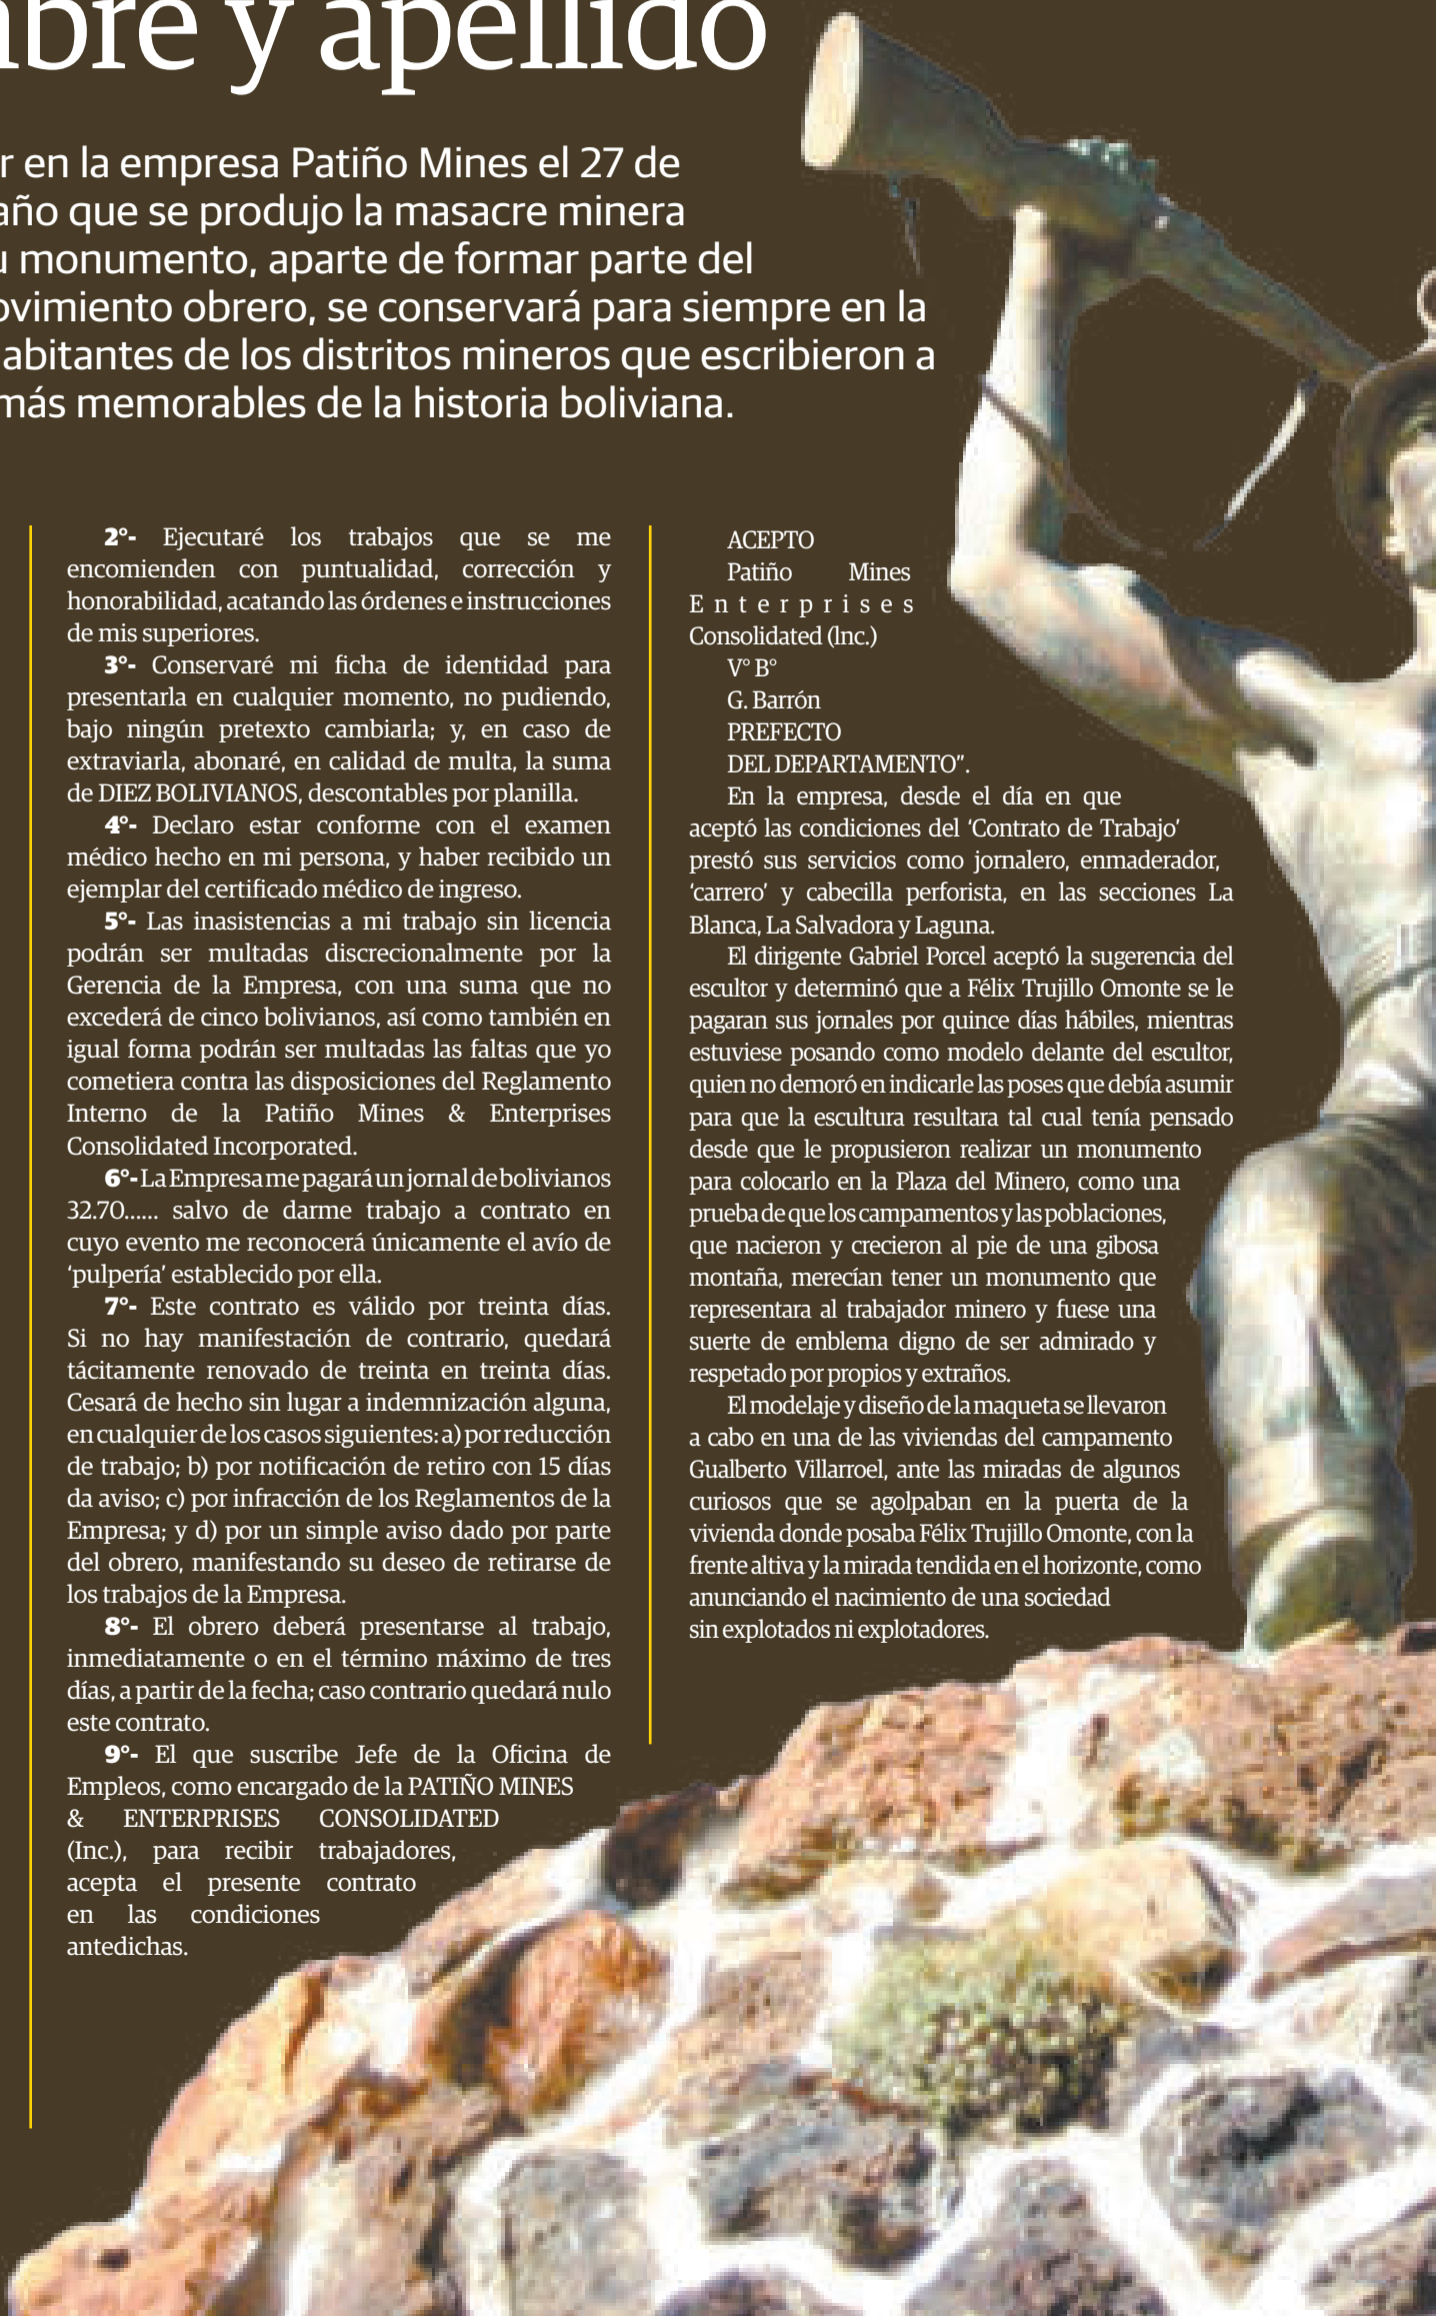 y apellido
r en la empresa Patiño Mines el 27 de
año que se produjo la masacre minera
u monumento, aparte de formar parte del
ovimiento obrero, se conservará para siempre en la
abitantes de los distritos mineros que escribieron a
más memorables de la historia boliviana.
2°- Ejecutaré los trabajos que se me
encomienden con puntualidad, corrección y
honorabilidad, acatando las órdenes e instrucciones
de mis superiores.
3°- Conservaré mi ficha de identidad para
presentarla en cualquier momento, no pudiendo,
bajo ningún pretexto cambiarla; y, en caso de
extraviarla, abonaré, en calidad de multa, la suma
de DIEZ BOLIVIANOS, descontables por planilla.
4°- Declaro estar conforme con el examen
médico hecho en mi persona, y haber recibido un
ejemplar del certificado médico de ingreso.
5°- Las inasistencias a mi trabajo sin licencia
podrán ser multadas discrecionalmente por la
Gerencia de la Empresa, con una suma que no
excederá de cinco bolivianos, así como también en
igual forma podrán ser multadas las faltas que yo
cometiera contra las disposiciones del Reglamento
Interno de la Patiño Mines & Enterprises
Consolidated Incorporated.
6°- La Empresa me pagará un jornal de bolivianos
32.70...... salvo de darme trabajo a contrato en
cuyo evento me reconocerá únicamente el avío de
‘pulpería’ establecido por ella.
7°- Este contrato es válido por treinta días.
Si no hay manifestación de contrario, quedará
tácitamente renovado de treinta en treinta días.
Cesará de hecho sin lugar a indemnización alguna,
en cualquier de los casos siguientes: a) por reducción
de trabajo; b) por notificación de retiro con 15 días
da aviso; c) por infracción de los Reglamentos de la
Empresa; y d) por un simple aviso dado por parte
del obrero, manifestando su deseo de retirarse de
los trabajos de la Empresa.
8°- El obrero deberá presentarse al trabajo,
inmediatamente o en el término máximo de tres
días, a partir de la fecha; caso contrario quedará nulo
este contrato.
9°- El que suscribe Jefe de la Oficina de
Empleos, como encargado de la PATIÑO MINES
& ENTERPRISES CONSOLIDATED
(Inc.), para recibir trabajadores,
acepta el presente contrato
en las condiciones
antedichas.
ACEPTO
Patiño Mines
Enterprises
Consolidated (lnc.)
V° B°
G. Barrón
PREFECTO
DEL DEPARTAMENTO”.
En la empresa, desde el día en que
aceptó las condiciones del ‘Contrato de Trabajo’
prestó sus servicios como jornalero, enmaderador,
‘carrero’ y cabecilla perforista, en las secciones La
Blanca, La Salvadora y Laguna.
El dirigente Gabriel Porcel aceptó la sugerencia del
escultor y determinó que a Félix Trujillo Omonte se le
pagaran sus jornales por quince días hábiles, mientras
estuviese posando como modelo delante del escultor,
quien no demoró en indicarle las poses que debía asumir
para que la escultura resultara tal cual tenía pensado
desde que le propusieron realizar un monumento
para colocarlo en la Plaza del Minero, como una
prueba de que los campamentos y las poblaciones,
que nacieron y crecieron al pie de una gibosa
montaña, merecían tener un monumento que
representara al trabajador minero y fuese una
suerte de emblema digno de ser admirado y
respetado por propios y extraños.
El modelaje y diseño de la maqueta se llevaron
a cabo en una de las viviendas del campamento
Gualberto Villarroel, ante las miradas de algunos
curiosos que se agolpaban en la puerta de la
vivienda donde posaba Félix Trujillo Omonte, con la
frente altiva y la mirada tendida en el horizonte, como
anunciando el nacimiento de una sociedad
sin explotados ni explotadores.